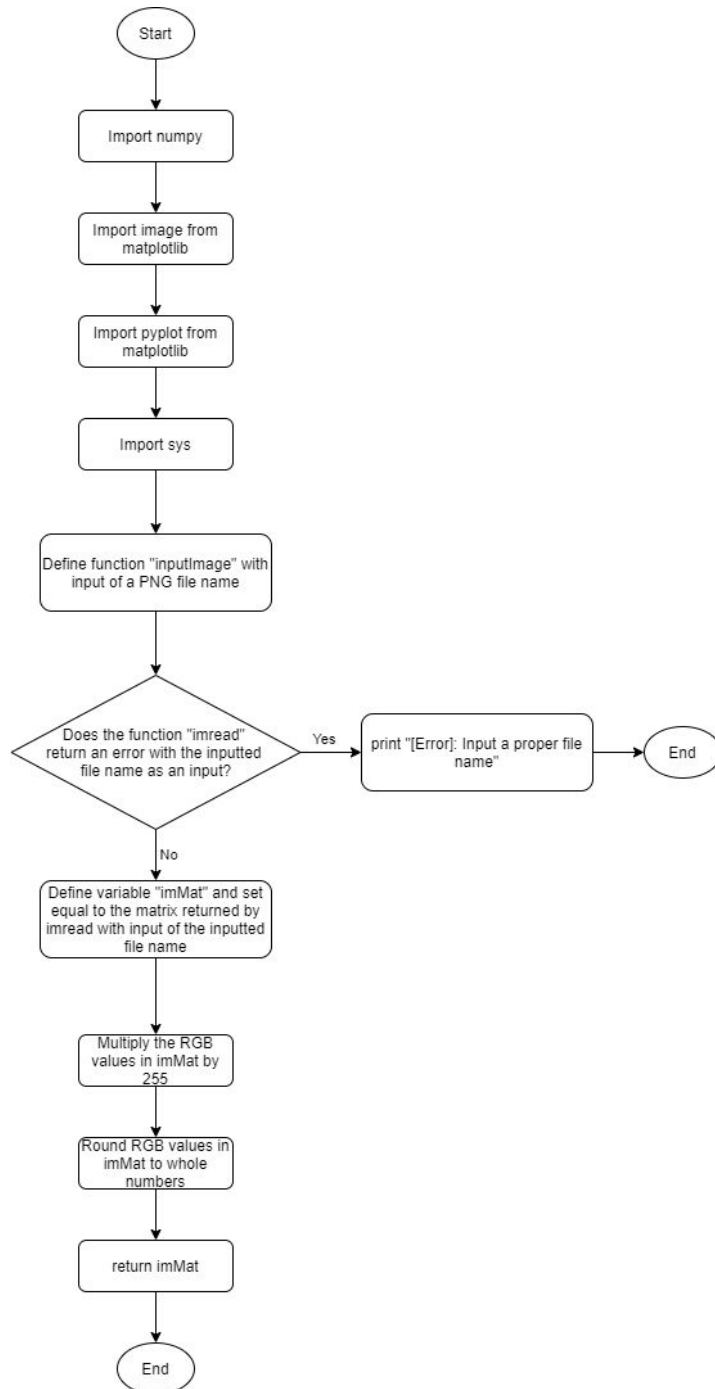 Start
Import numpy
Import image from
matplotlib
Import pyplot from
matplotlib
Import sys
Define function "inputImage" with
input of a PNG file name
Does the function "imread"
return an error with the inputted
file name as an input?
Yes
print "[Error]: Input a proper file
name"
End
No
Define variable "imMat" and set
equal to the matrix returned by
imread with input of the inputted
file name
Multiply the RGB
values in imMat by
255
Round RGB values in
imMat to whole
numbers
return imMat
End